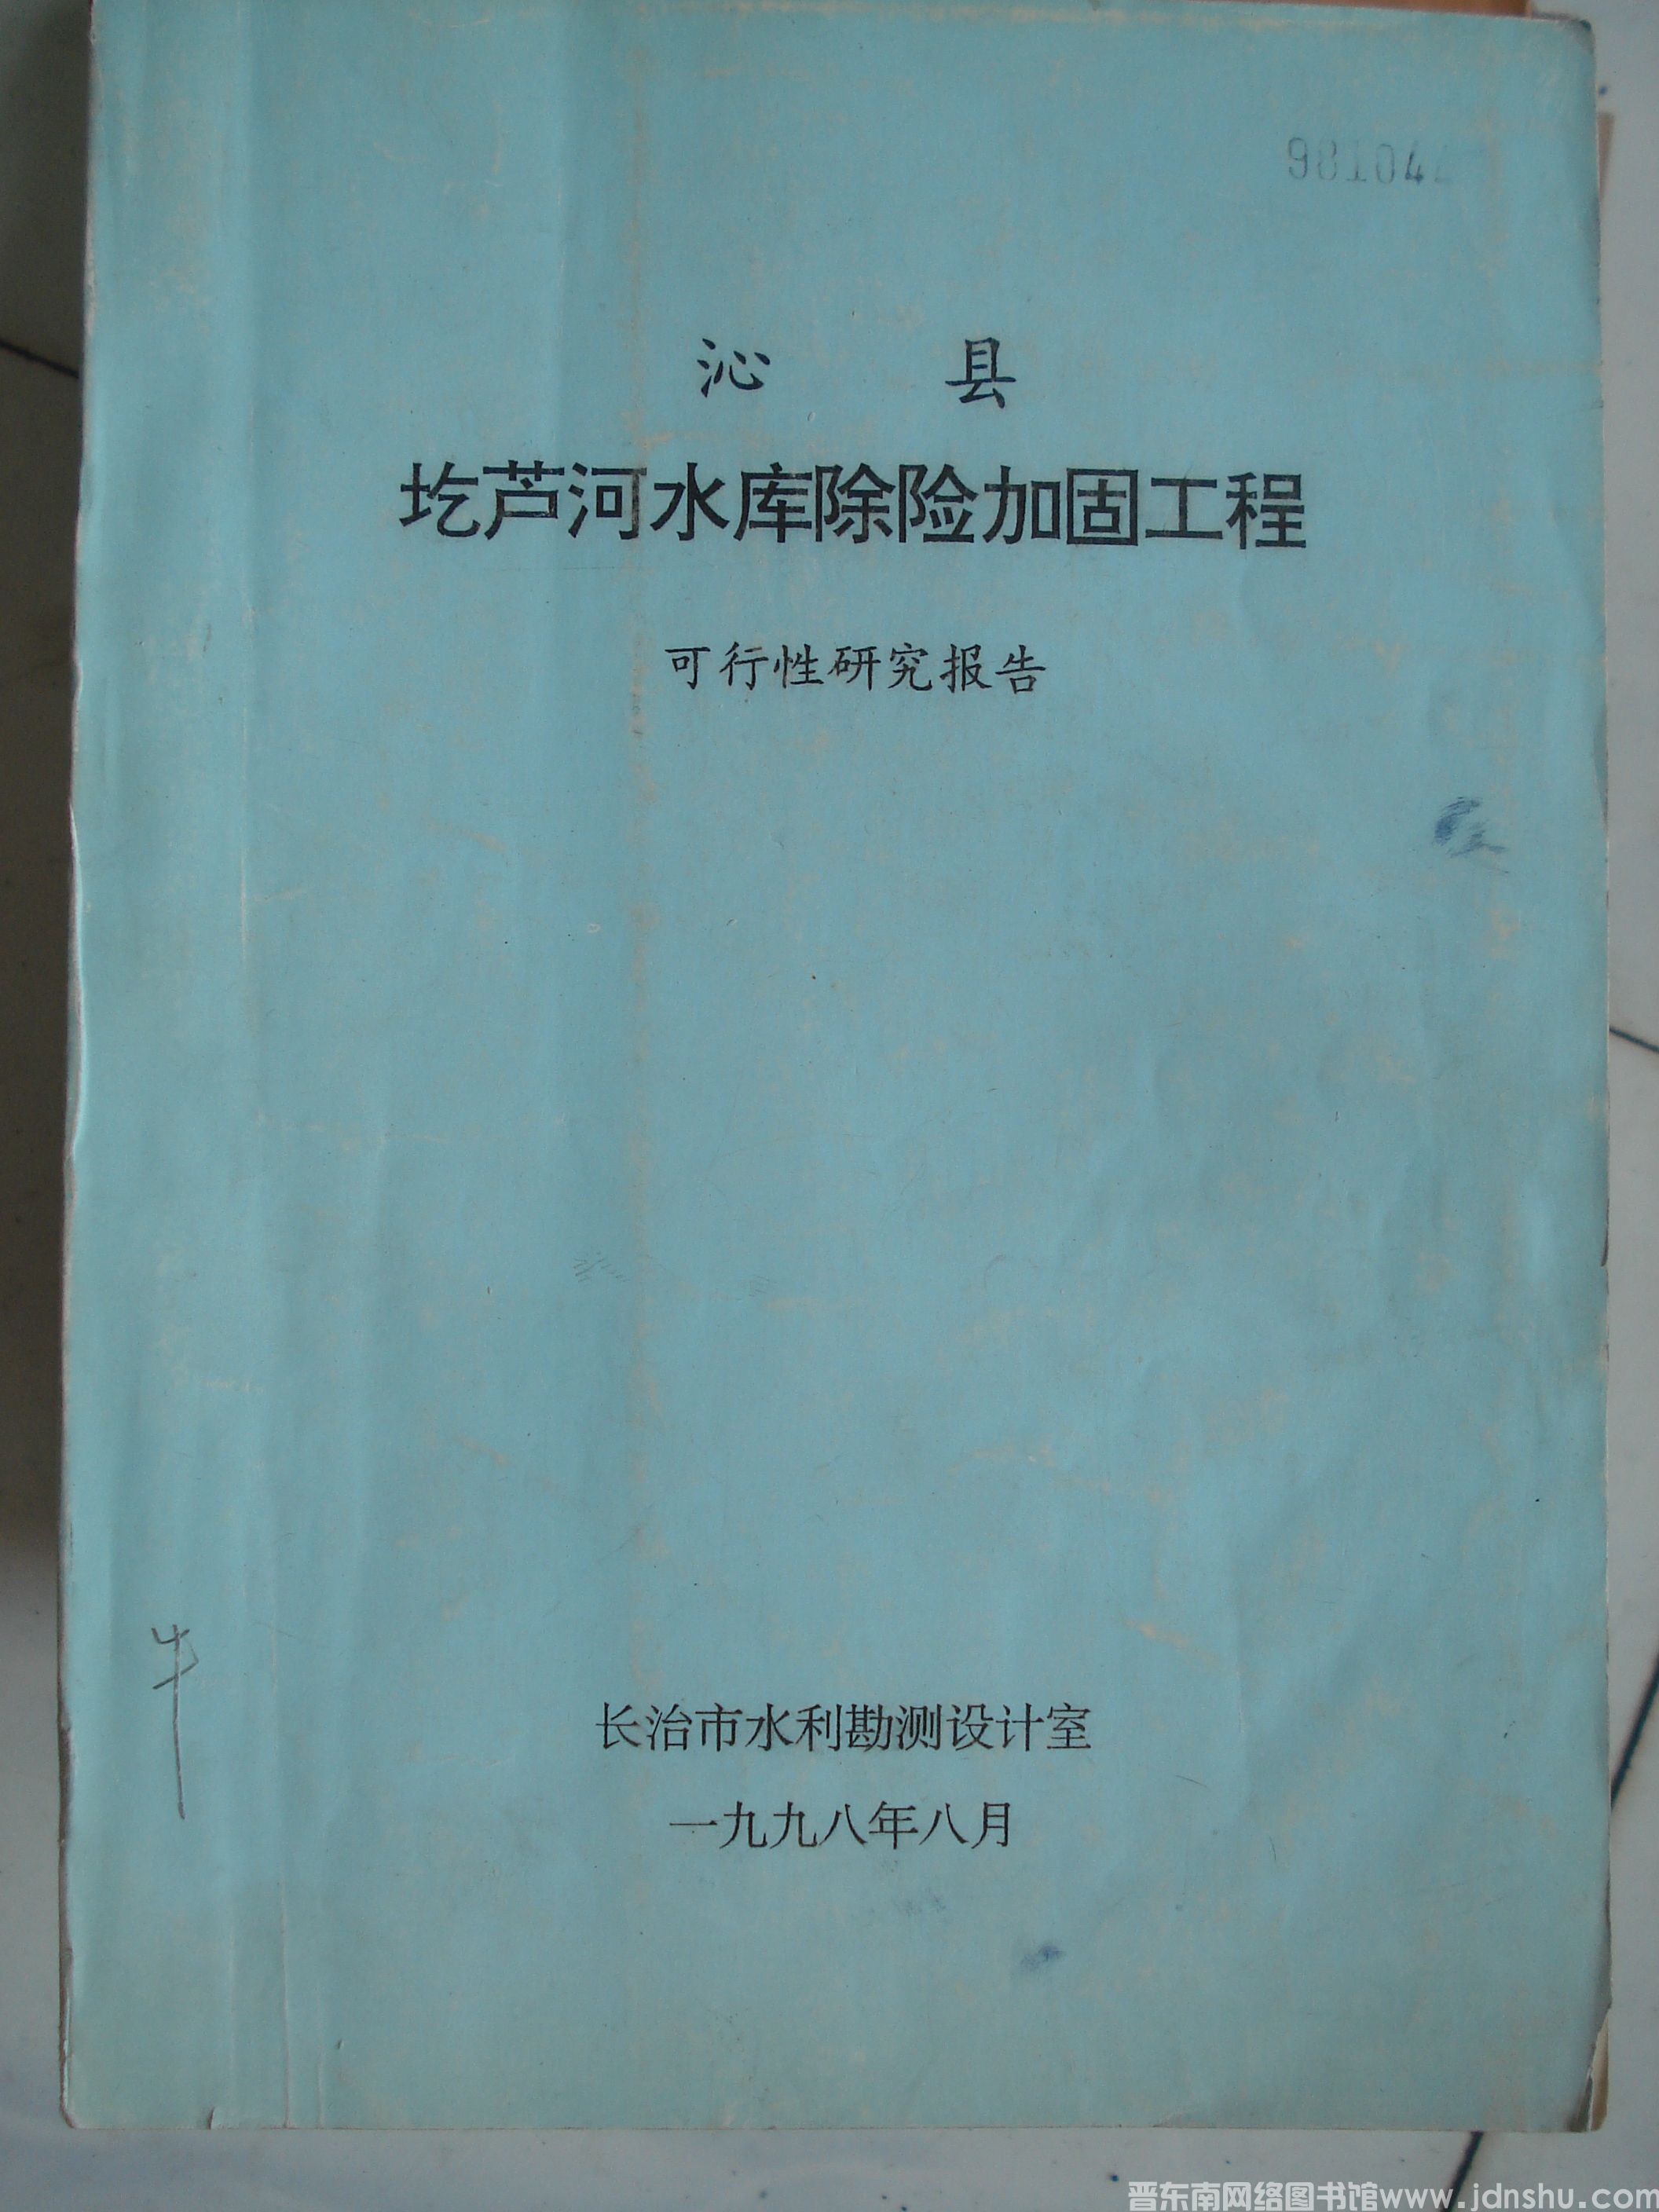 98104
沁 县
圪芦河水库除险加固工程
可行性研究报告
牛
长治市水利勘测设计室
一九九八年八月
晋东南网络图书馆www.jdnshu.com